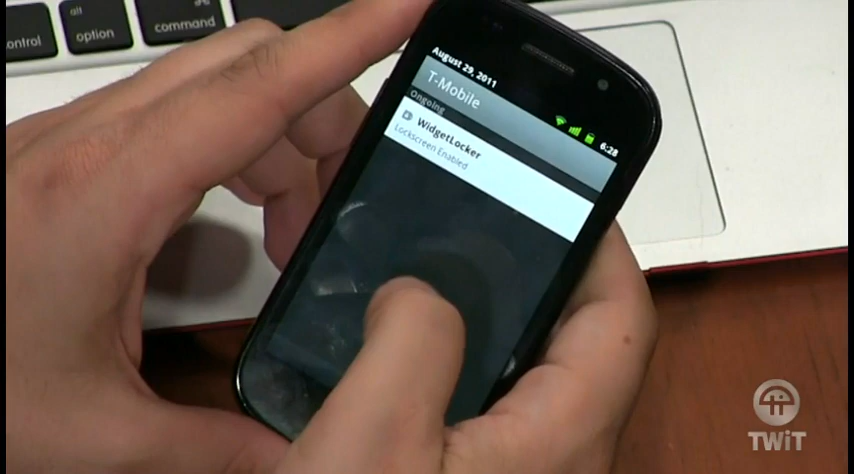 alt
⌘
control
option
command
August 29, 2011
T-Mobile
6:28
Ongoing
WidgetLocker
Lockscreen Enabled
TWiT